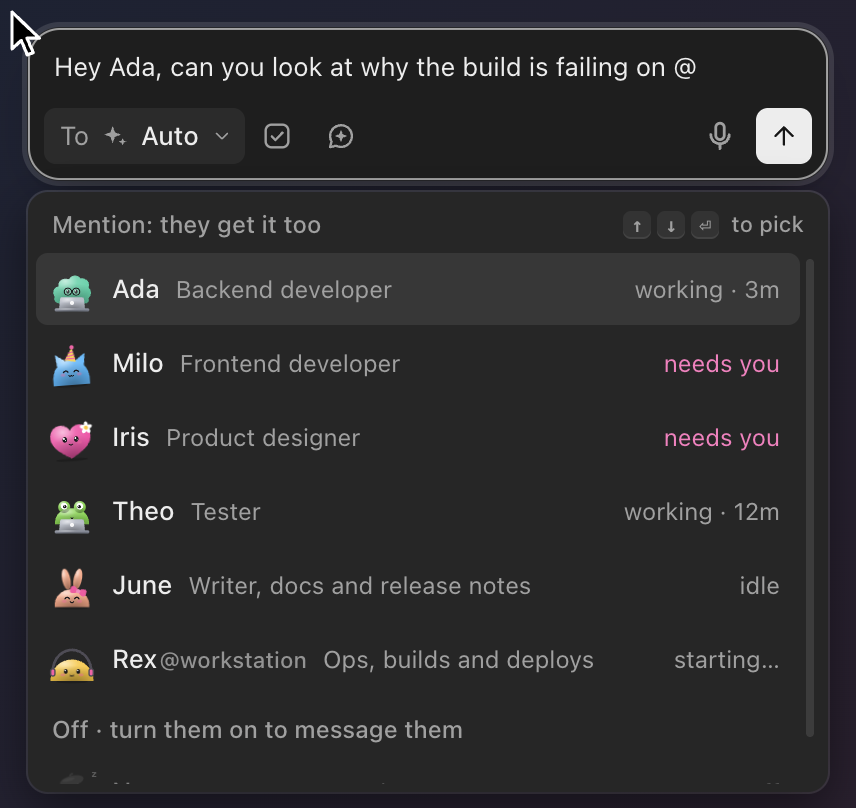 Hey Ada, can you look at why the build is failing on @
To Auto
Mention: they get it too ↑ ↓ ⏎ to pick
Ada Backend developer working · 3m
Milo Frontend developer needs you
Iris Product designer needs you
Theo Tester working · 12m
June Writer, docs and release notes idle
Rex@workstation Ops, builds and deploys starting...
Off · turn them on to message them
z